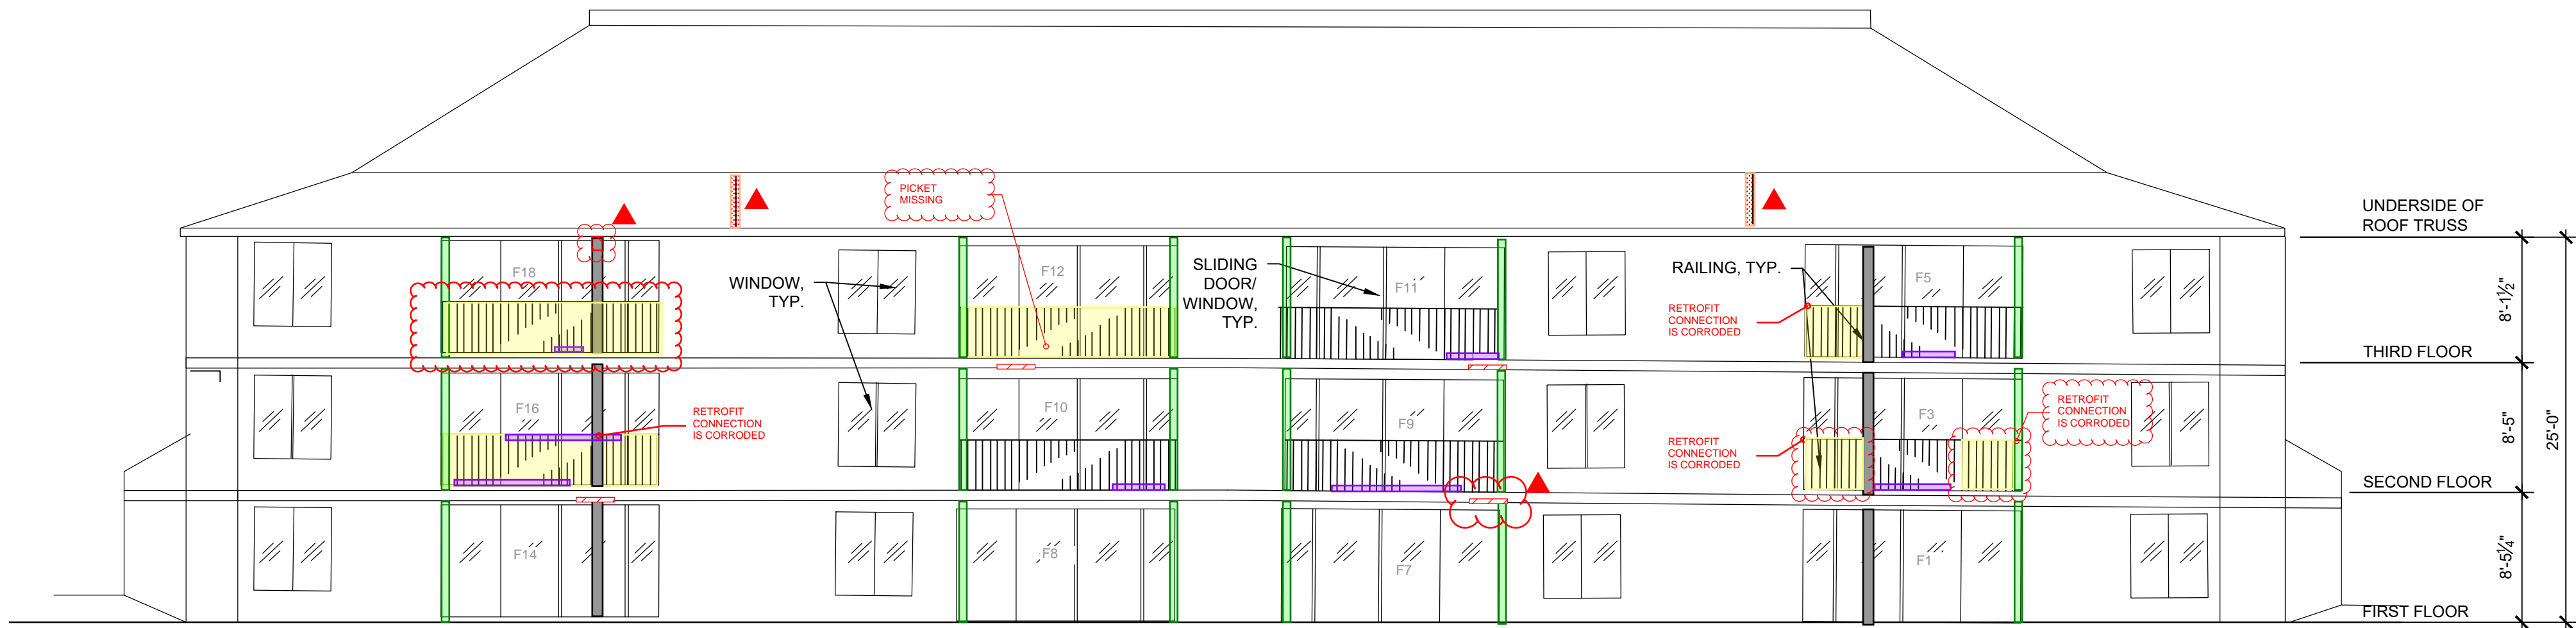 PICKET
MISSING
UNDERSIDE OF
ROOF TRUSS
F18
F12
SLIDING
DOOR/
WINDOW,
TYP.
F11
RAILING, TYP.
F5
WINDOW,
TYP.
RETROFIT
CONNECTION
IS CORRODED
8'-1½"
THIRD FLOOR
F16
F10
F9
F3
RETROFIT
CONNECTION
IS CORRODED
RETROFIT
CONNECTION
IS CORRODED
RETROFIT
CONNECTION
IS CORRODED
8'-5"
25'-0"
SECOND FLOOR
F14
F8
F7
F1
8'-5¼"
FIRST FLOOR